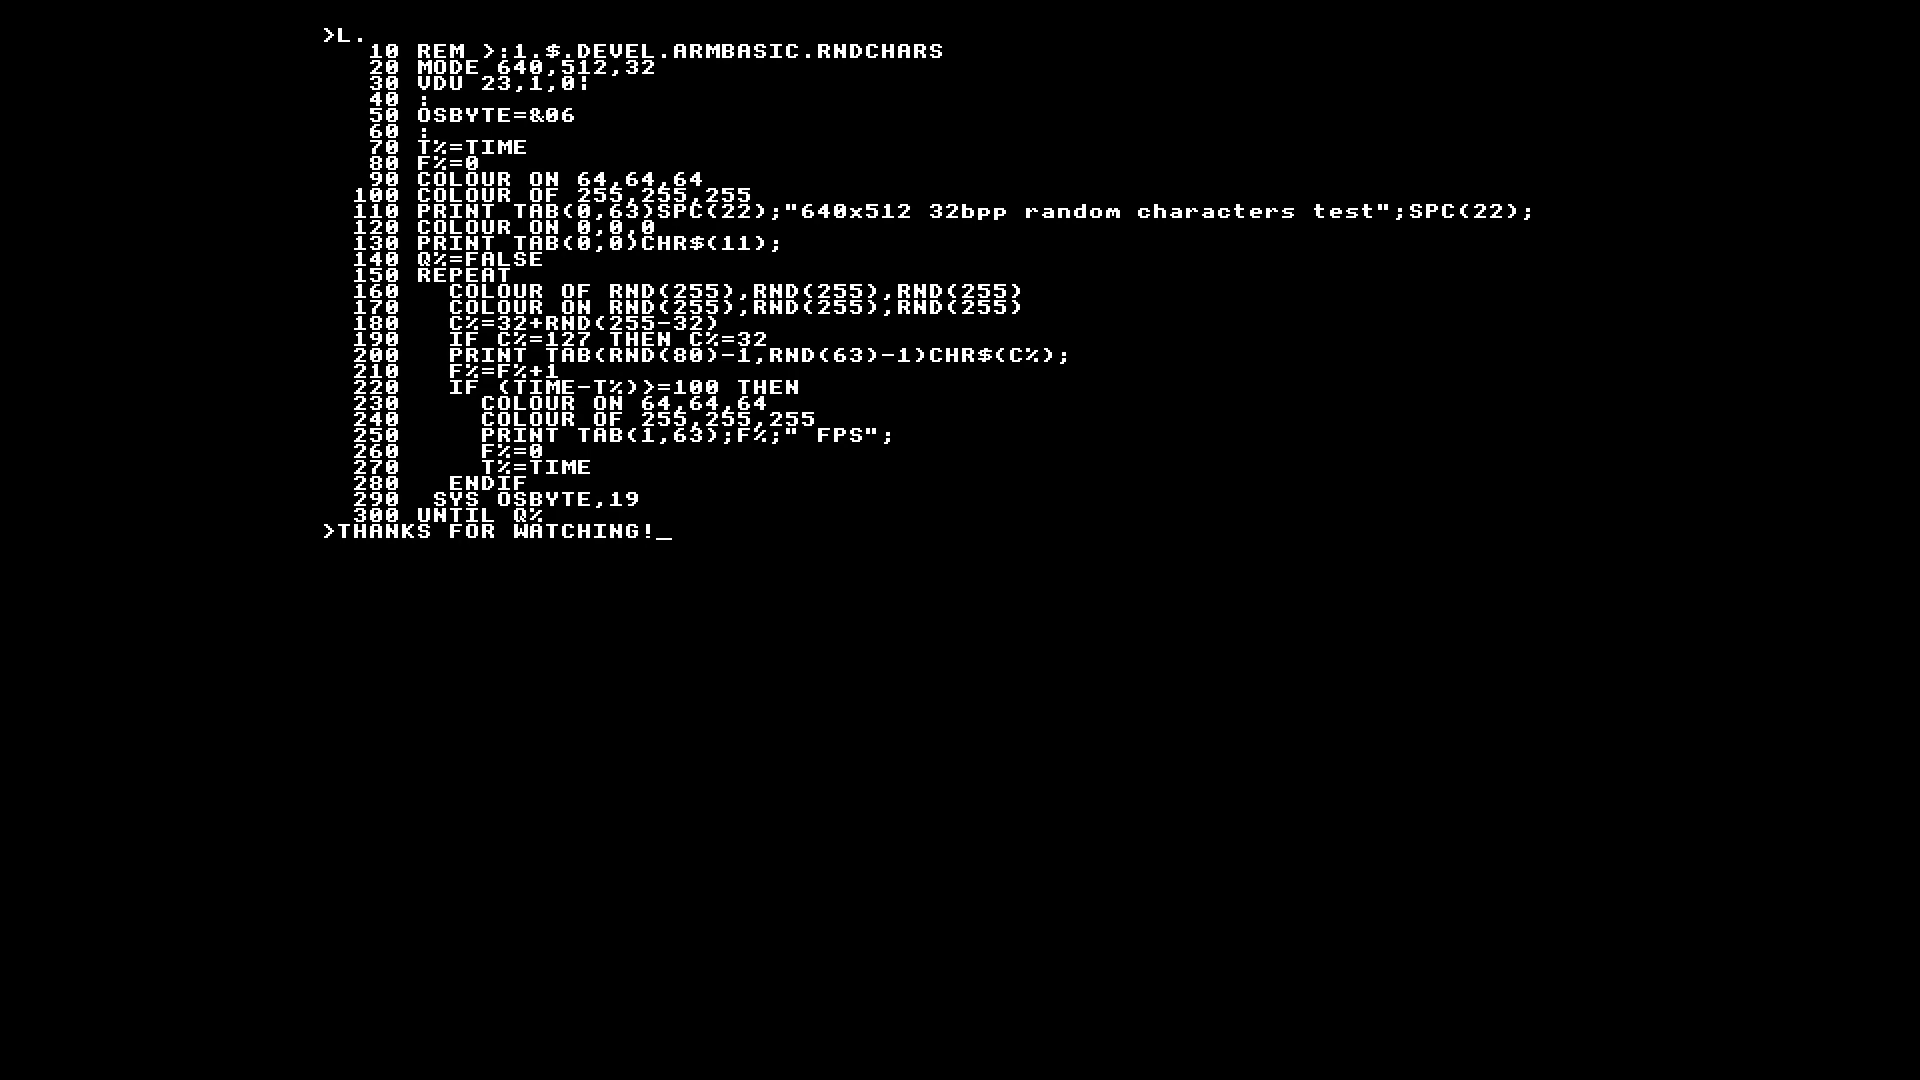 >L.
   10 REM >:1.$.DEVEL.ARMBASIC.RNDCHARS
   20 MODE 640,512,32
   30 VDU 23,1,0|
   40 :
   50 OSBYTE=&06
   60 :
   70 T%=TIME
   80 F%=0
   90 COLOUR ON 64,64,64
  100 COLOUR OF 255,255,255
  110 PRINT TAB(0,63)SPC(22);"640x512 32bpp random characters test";SPC(22);
  120 COLOUR ON 0,0,0
  130 PRINT TAB(0,0)CHR$(11);
  140 Q%=FALSE
  150 REPEAT
  160   COLOUR OF RND(255),RND(255),RND(255)
  170   COLOUR ON RND(255),RND(255),RND(255)
  180   C%=32+RND(255-32)
  190   IF C%=127 THEN C%=32
  200   PRINT TAB(RND(80)-1,RND(63)-1)CHR$(C%);
  210   F%=F%+1
  220   IF (TIME-T%)>=100 THEN
  230     COLOUR ON 64,64,64
  240     COLOUR OF 255,255,255
  250     PRINT TAB(1,63);F%;" FPS";
  260     F%=0
  270     T%=TIME
  280   ENDIF
  290  SYS OSBYTE,19
  300 UNTIL Q%
>THANKS FOR WATCHING!_